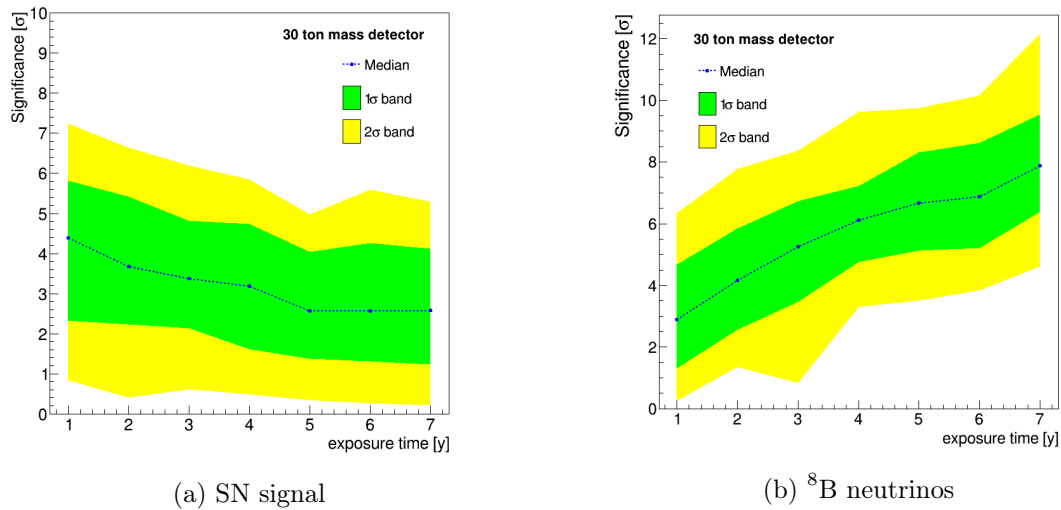 Significance [σ]
10
9
8
7
6
5
4
3
2
1
0
30 ton mass detector
Median
1σ band
2σ band
1 2 3 4 5 6 7
exposure time [y]
(a) SN signal
Significance [σ]
12
10
8
6
4
2
0
30 ton mass detector
Median
1σ band
2σ band
1 2 3 4 5 6 7
exposure time [y]
(b) ⁸B neutrinos